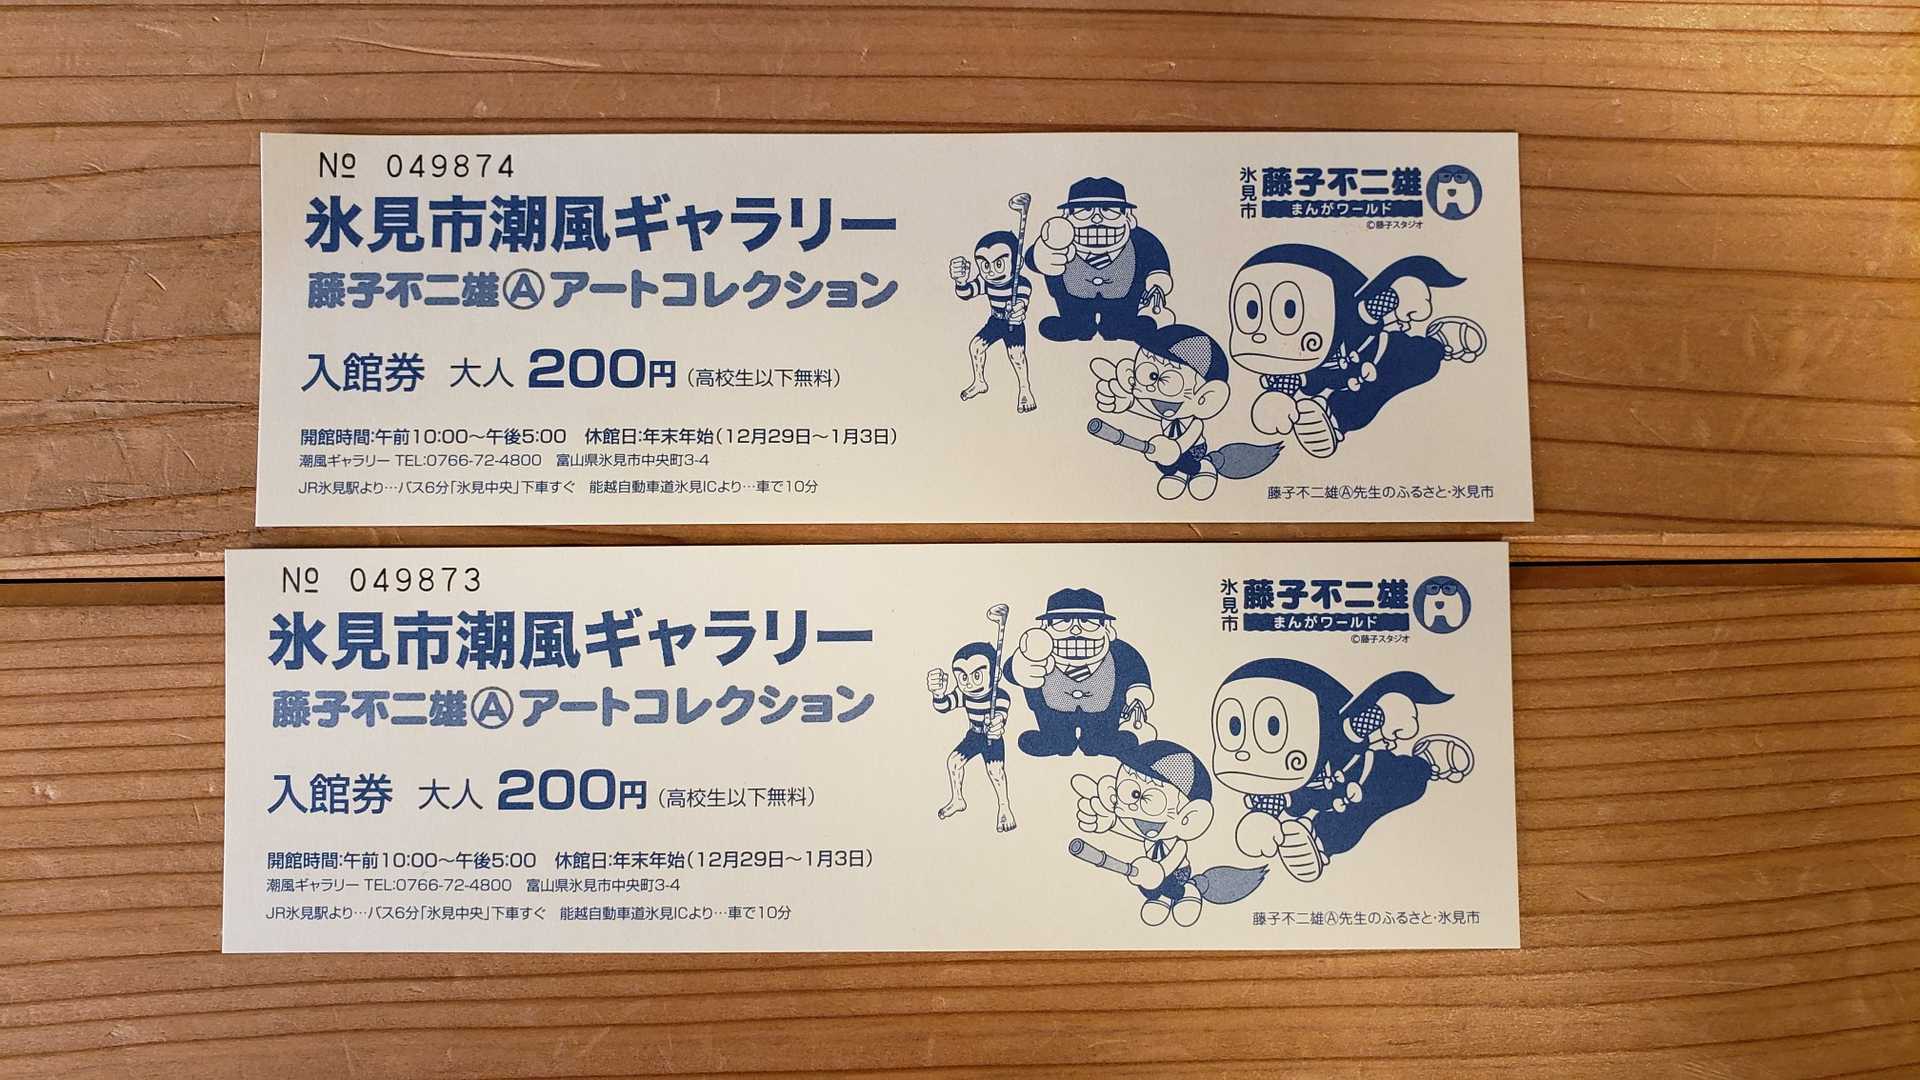 № 049874
氷見市潮風ギャラリー
藤子不二雄Ⓐアートコレクション
入館券 大人 200円(高校生以下無料)
開館時間:午前10:00〜午後5:00 休館日:年末年始(12月29日〜1月3日)
潮風ギャラリー TEL:0766-72-4800 富山県氷見市中央町3-4
JR氷見駅より…バス6分「氷見中央」下車すぐ 能越自動車道氷見ICより…車で10分
氷見市
藤子不二雄
まんがワールド
©藤子スタジオ
藤子不二雄Ⓐ先生のふるさと・氷見市
№ 049873
氷見市潮風ギャラリー
藤子不二雄Ⓐアートコレクション
入館券 大人 200円(高校生以下無料)
開館時間:午前10:00〜午後5:00 休館日:年末年始(12月29日〜1月3日)
潮風ギャラリー TEL:0766-72-4800 富山県氷見市中央町3-4
JR氷見駅より…バス6分「氷見中央」下車すぐ 能越自動車道氷見ICより…車で10分
氷見市
藤子不二雄
まんがワールド
©藤子スタジオ
藤子不二雄Ⓐ先生のふるさと・氷見市